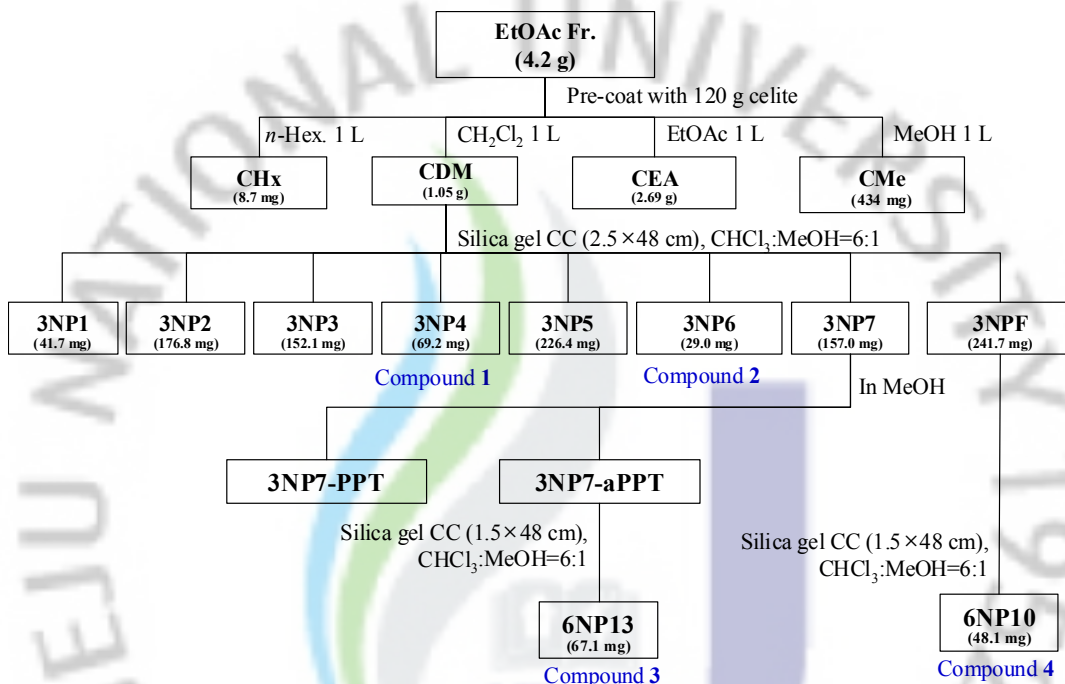 EtOAc Fr.
(4.2 g)
Pre-coat with 120 g celite
n-Hex. 1 L
CH₂Cl₂ 1 L
EtOAc 1 L
MeOH 1 L
CHx
(8.7 mg)
CDM
(1.05 g)
CEA
(2.69 g)
CMe
(434 mg)
Silica gel CC (2.5×48 cm), CHCl₃:MeOH=6:1
3NP1
(41.7 mg)
3NP2
(176.8 mg)
3NP3
(152.1 mg)
3NP4
(69.2 mg)
3NP5
(226.4 mg)
3NP6
(29.0 mg)
3NP7
(157.0 mg)
3NPF
(241.7 mg)
Compound 1
Compound 2
In MeOH
3NP7-PPT
3NP7-aPPT
Silica gel CC (1.5×48 cm),
CHCl₃:MeOH=6:1
Silica gel CC (1.5×48 cm),
CHCl₃:MeOH=6:1
6NP13
(67.1 mg)
Compound 3
6NP10
(48.1 mg)
Compound 4
JEJU NATIONAL UNIVERSITY 19